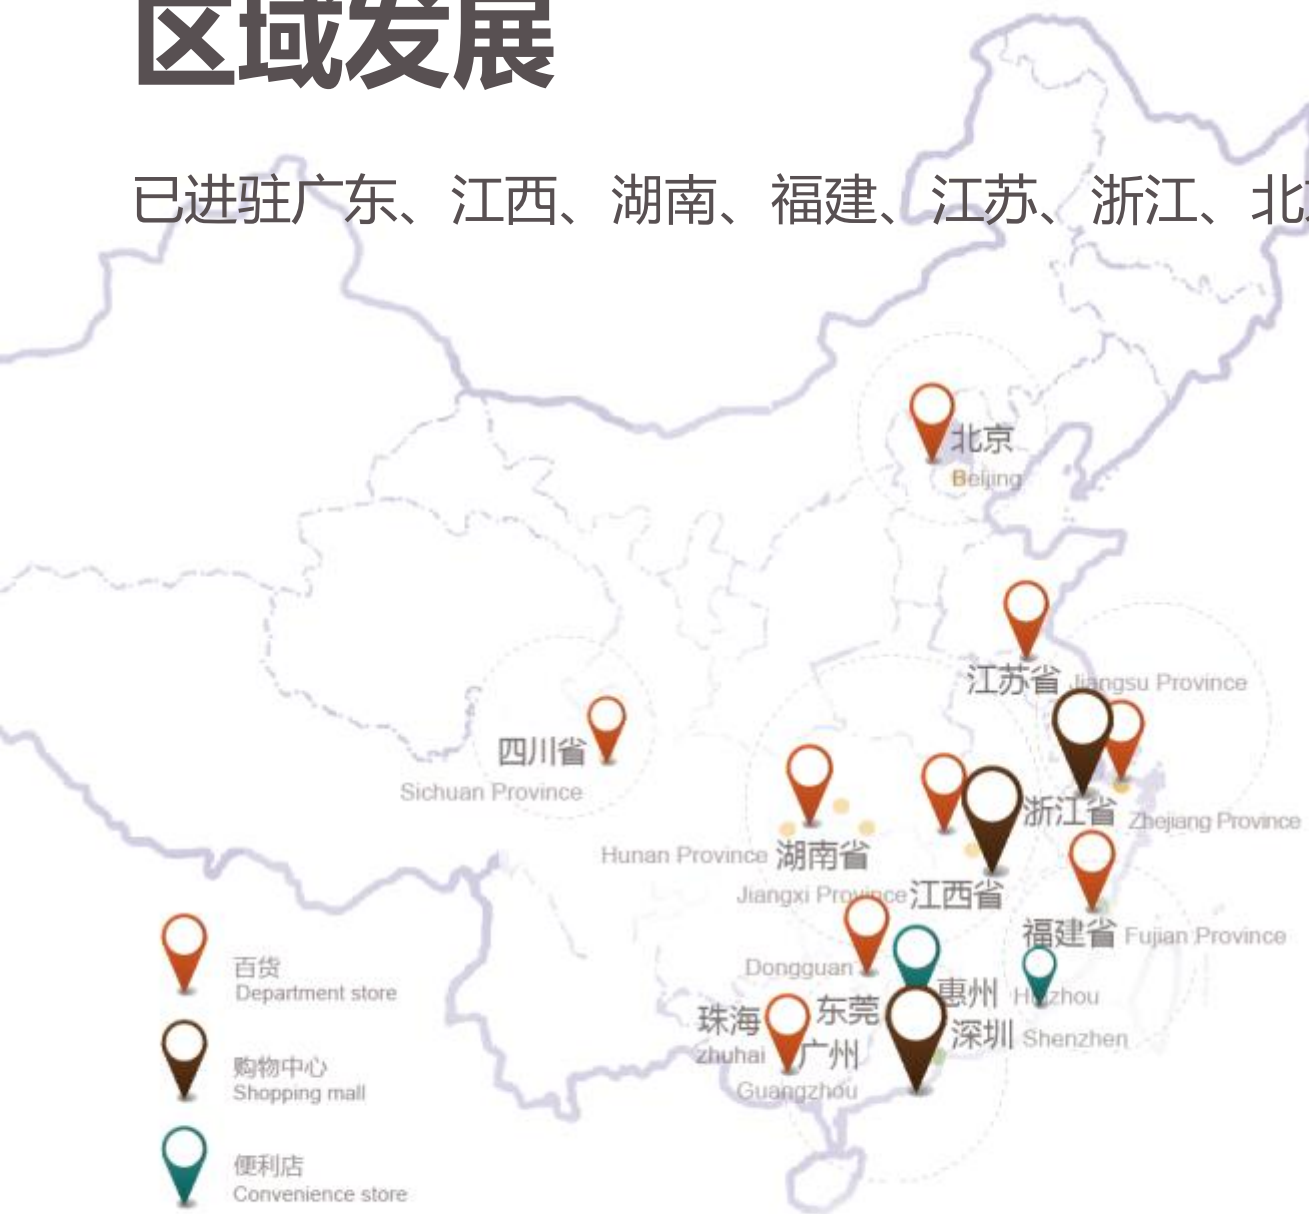 区域发展
已进驻广东、江西、湖南、福建、江苏、浙江、北
北京
Beijing
江苏省 Jiangsu Province
四川省
Sichuan Province
浙江省 Zhejiang Province
Hunan Province 湖南省
Jiangxi Province 江西省
福建省 Fujian Province
Dongguan
东莞
惠州 Huizhou
珠海
zhuhai
深圳 Shenzhen
广州
Guangzhou
百货
Department store
购物中心
Shopping mall
便利店
Convenience store